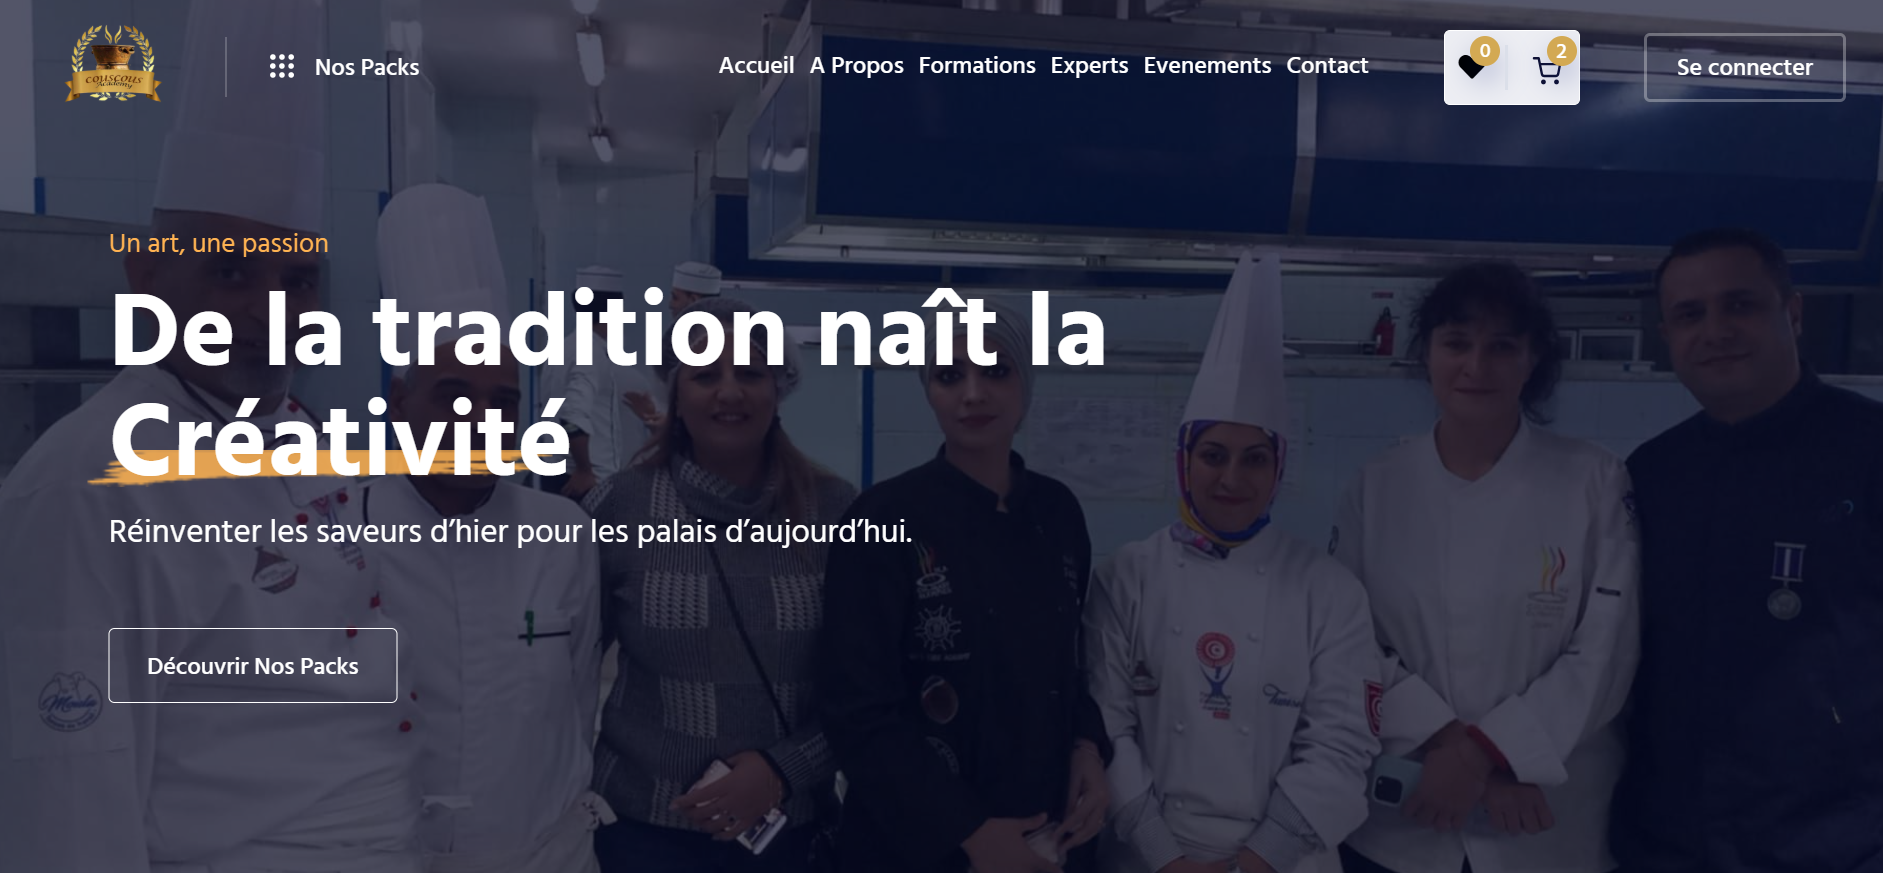 COUSCOUS
Academy
Nos Packs
Accueil
A Propos
Formations
Experts
Evenements
Contact
0
2
Se connecter
Un art, une passion
De la tradition naît la
Créativité
Réinventer les saveurs d’hier pour les palais d’aujourd’hui.
Découvrir Nos Packs